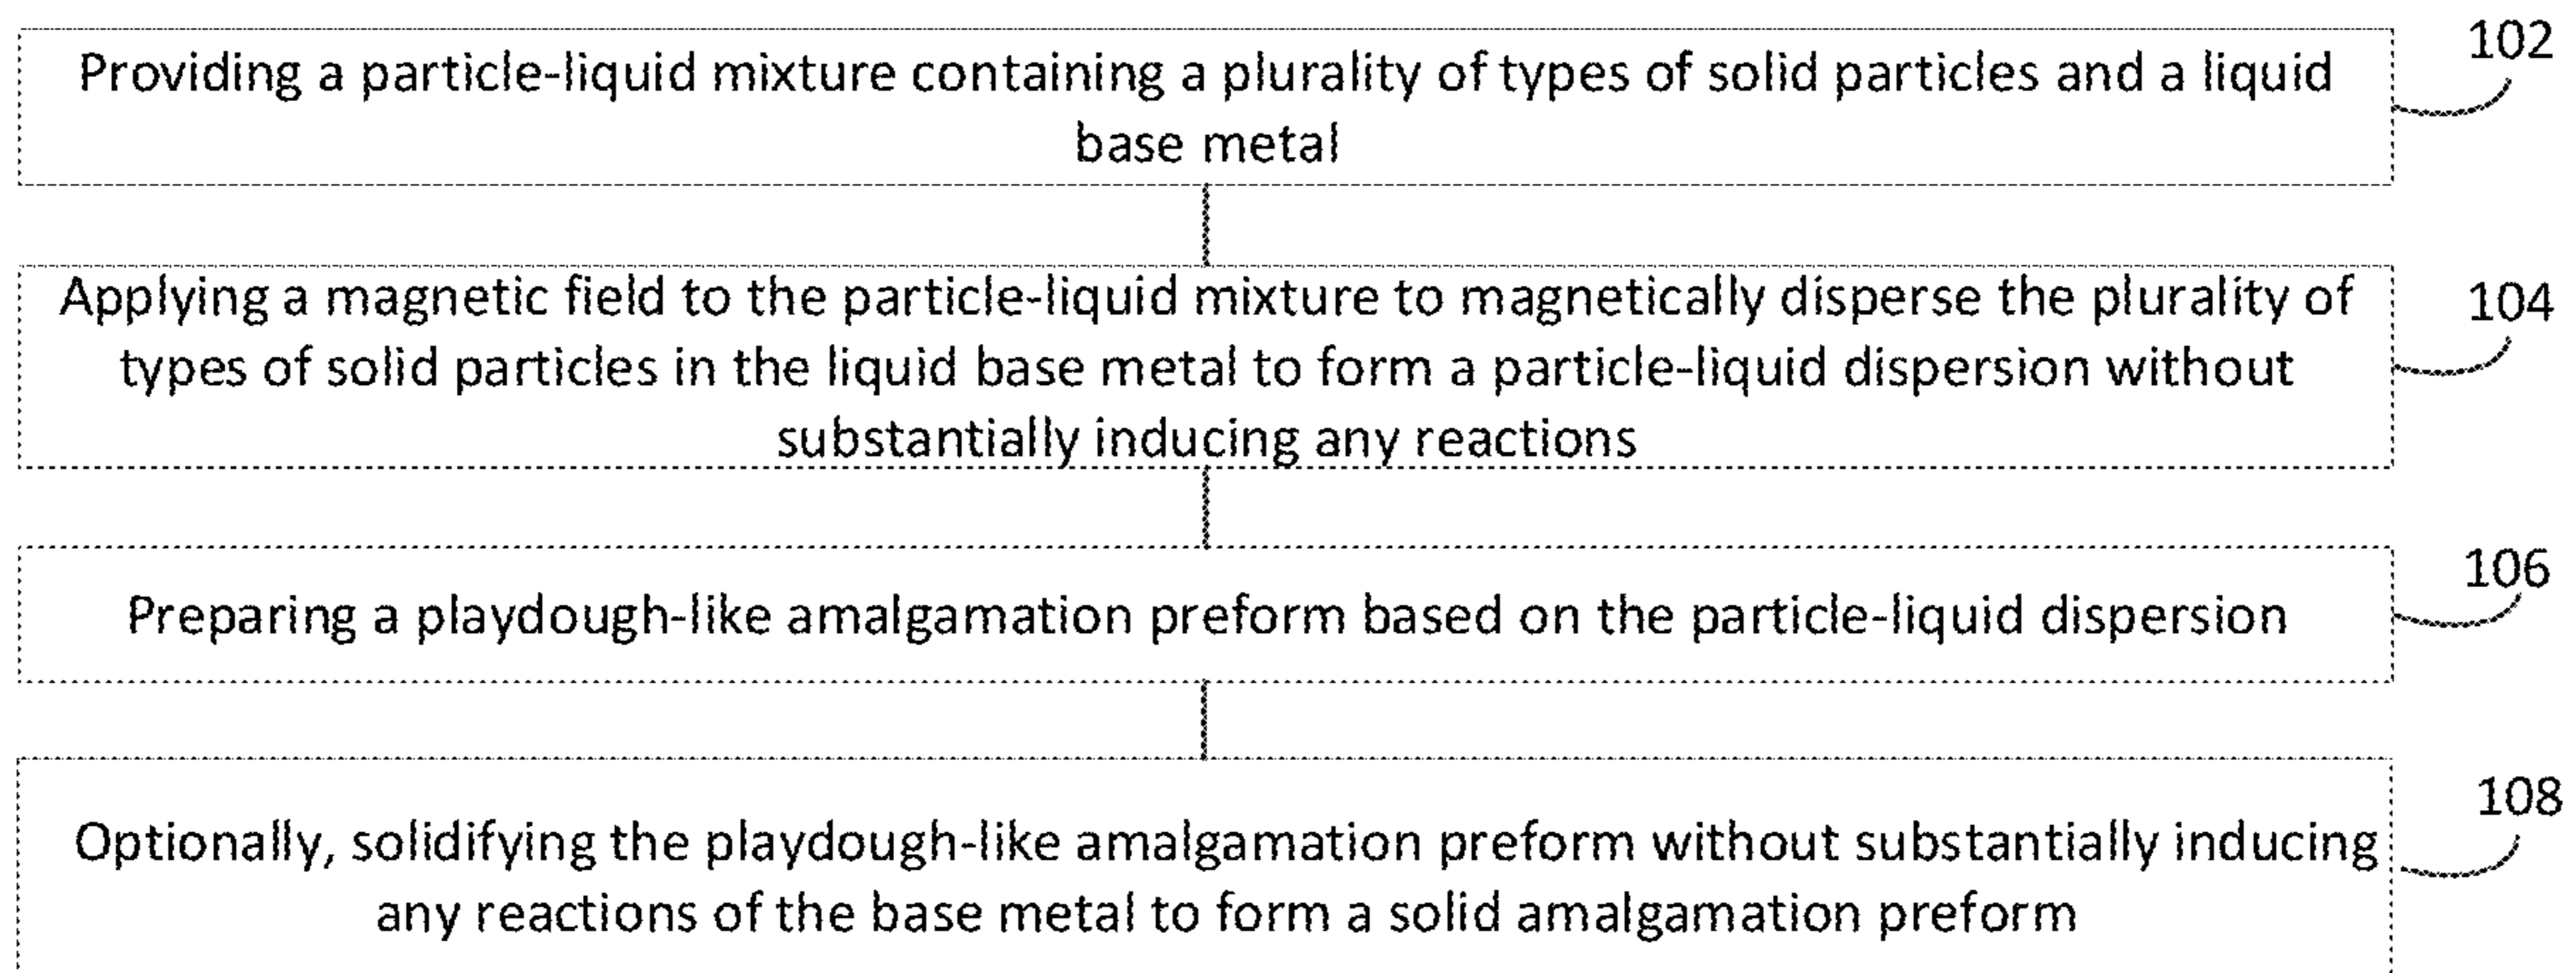 102
Providing a particle-liquid mixture containing a plurality of types of solid particles and a liquid
base metal
104
Applying a magnetic field to the particle-liquid mixture to magnetically disperse the plurality of
types of solid particles in the liquid base metal to form a particle-liquid dispersion without
substantially inducing any reactions
106
Preparing a playdough-like amalgamation preform based on the particle-liquid dispersion
108
Optionally, solidifying the playdough-like amalgamation preform without substantially inducing
any reactions of the base metal to form a solid amalgamation preform